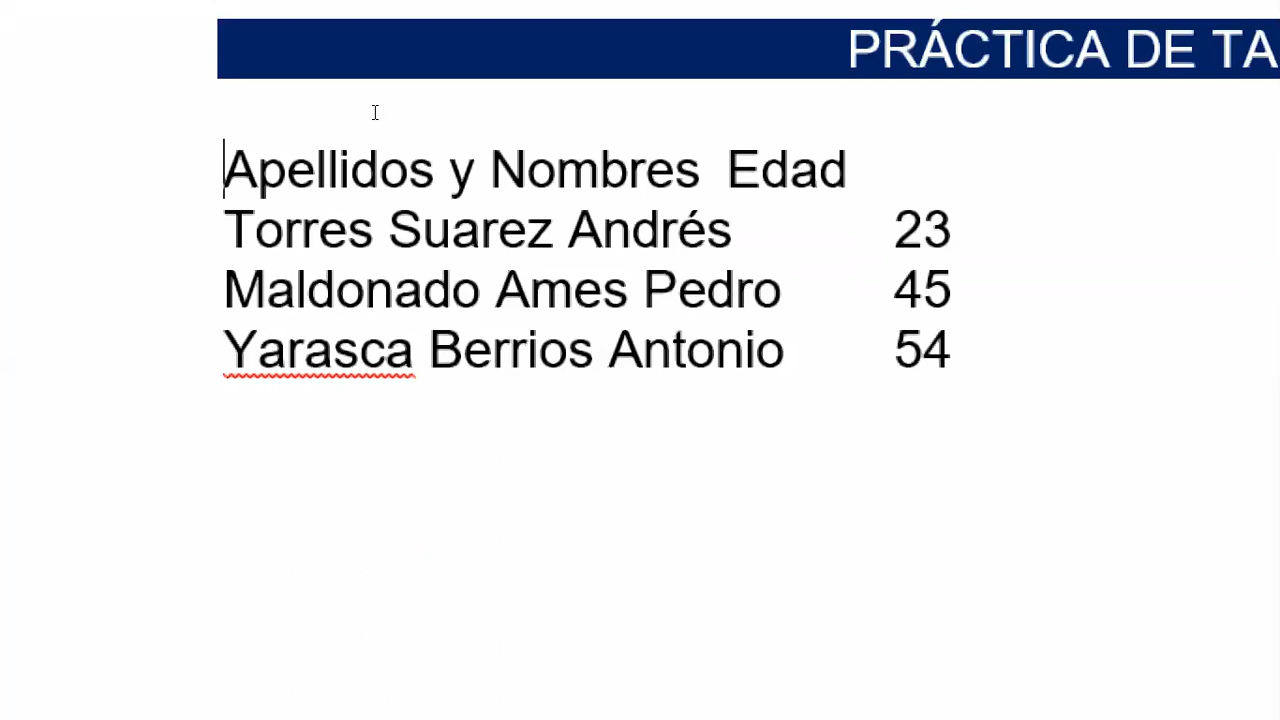 PRÁCTICA DE TA
Apellidos y Nombres Edad
Torres Suarez Andrés 23
Maldonado Ames Pedro 45
Yarasca Berrios Antonio 54